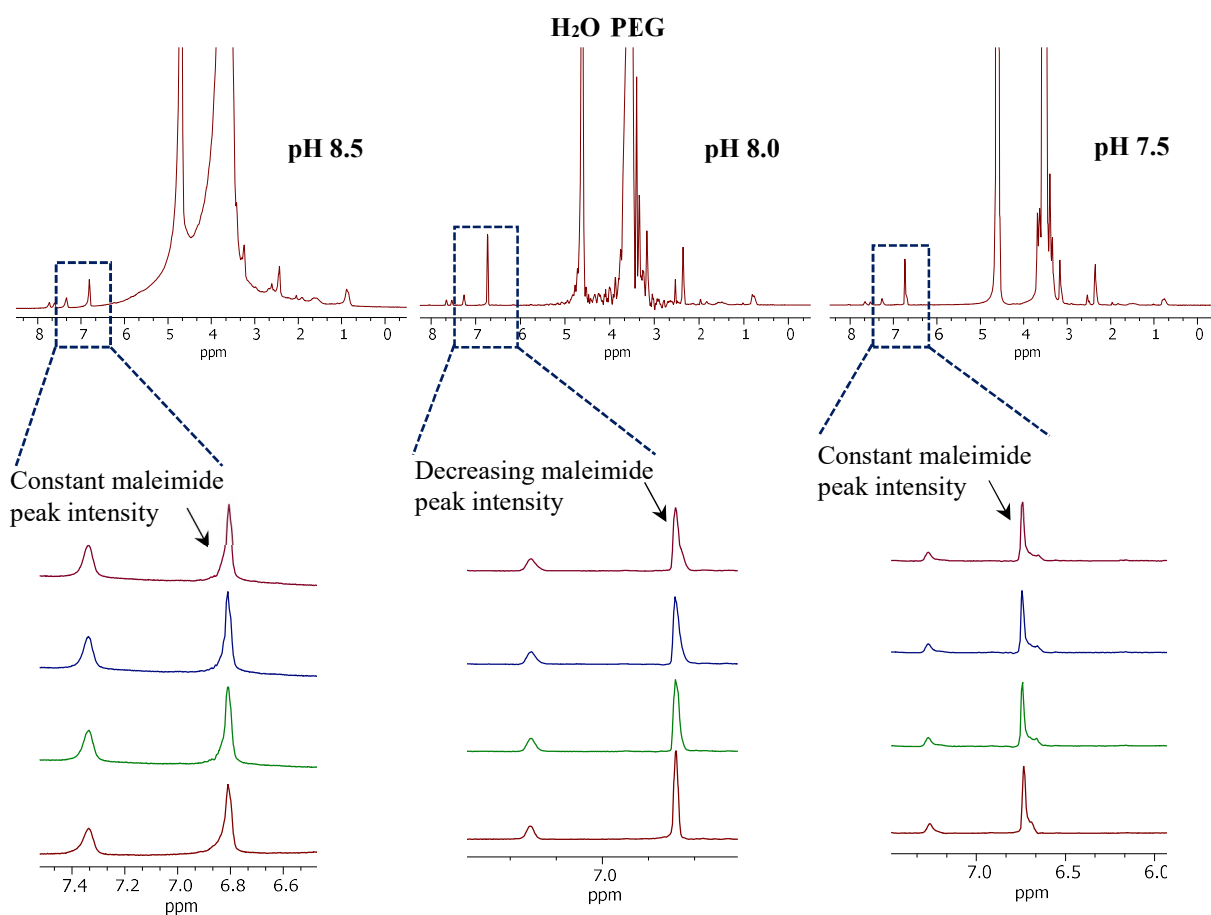 H₂O PEG
pH 8.5
pH 8.0
pH 7.5
8 7 6 5 4 3 2 1 0
ppm
8 7 6 5 4 3 2 1 0
ppm
8 7 6 5 4 3 2 1 0
ppm
Constant maleimide
peak intensity
Decreasing maleimide
peak intensity
Constant maleimide
peak intensity
7.4 7.2 7.0 6.8 6.6
ppm
7.0
ppm
7.0 6.5 6.0
ppm